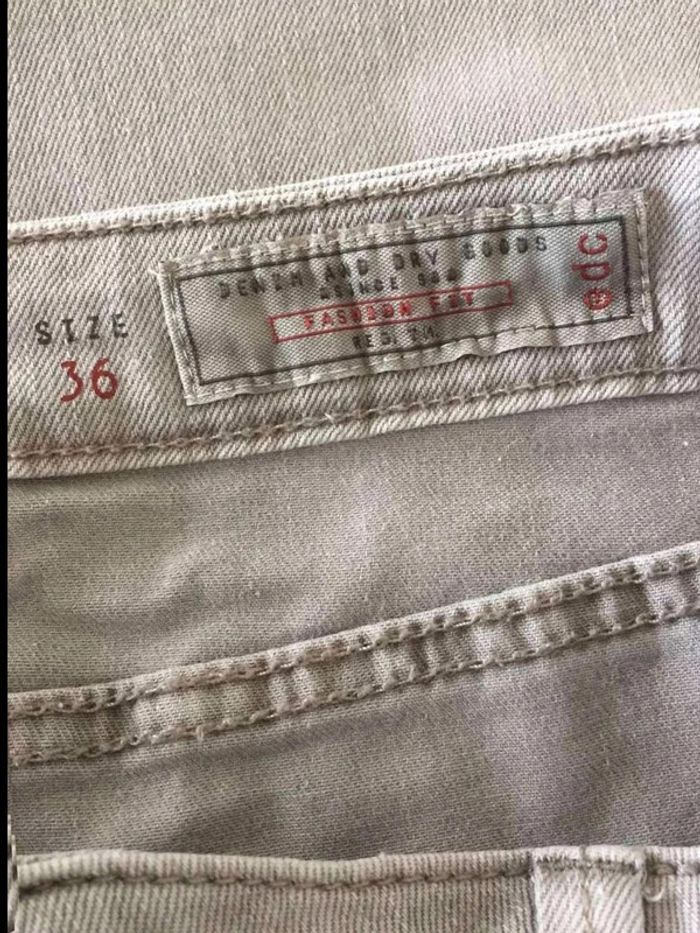 SIZE
36
DENIM AND DRY GOODS
FASHION FIT
edc